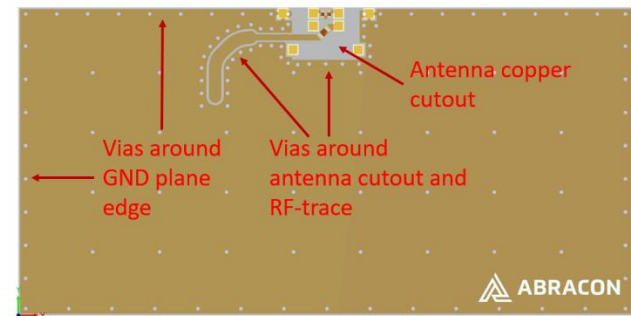 Antenna copper
cutout
Vias around
GND plane
edge
Vias around
antenna cutout and
RF-trace
ABRACON